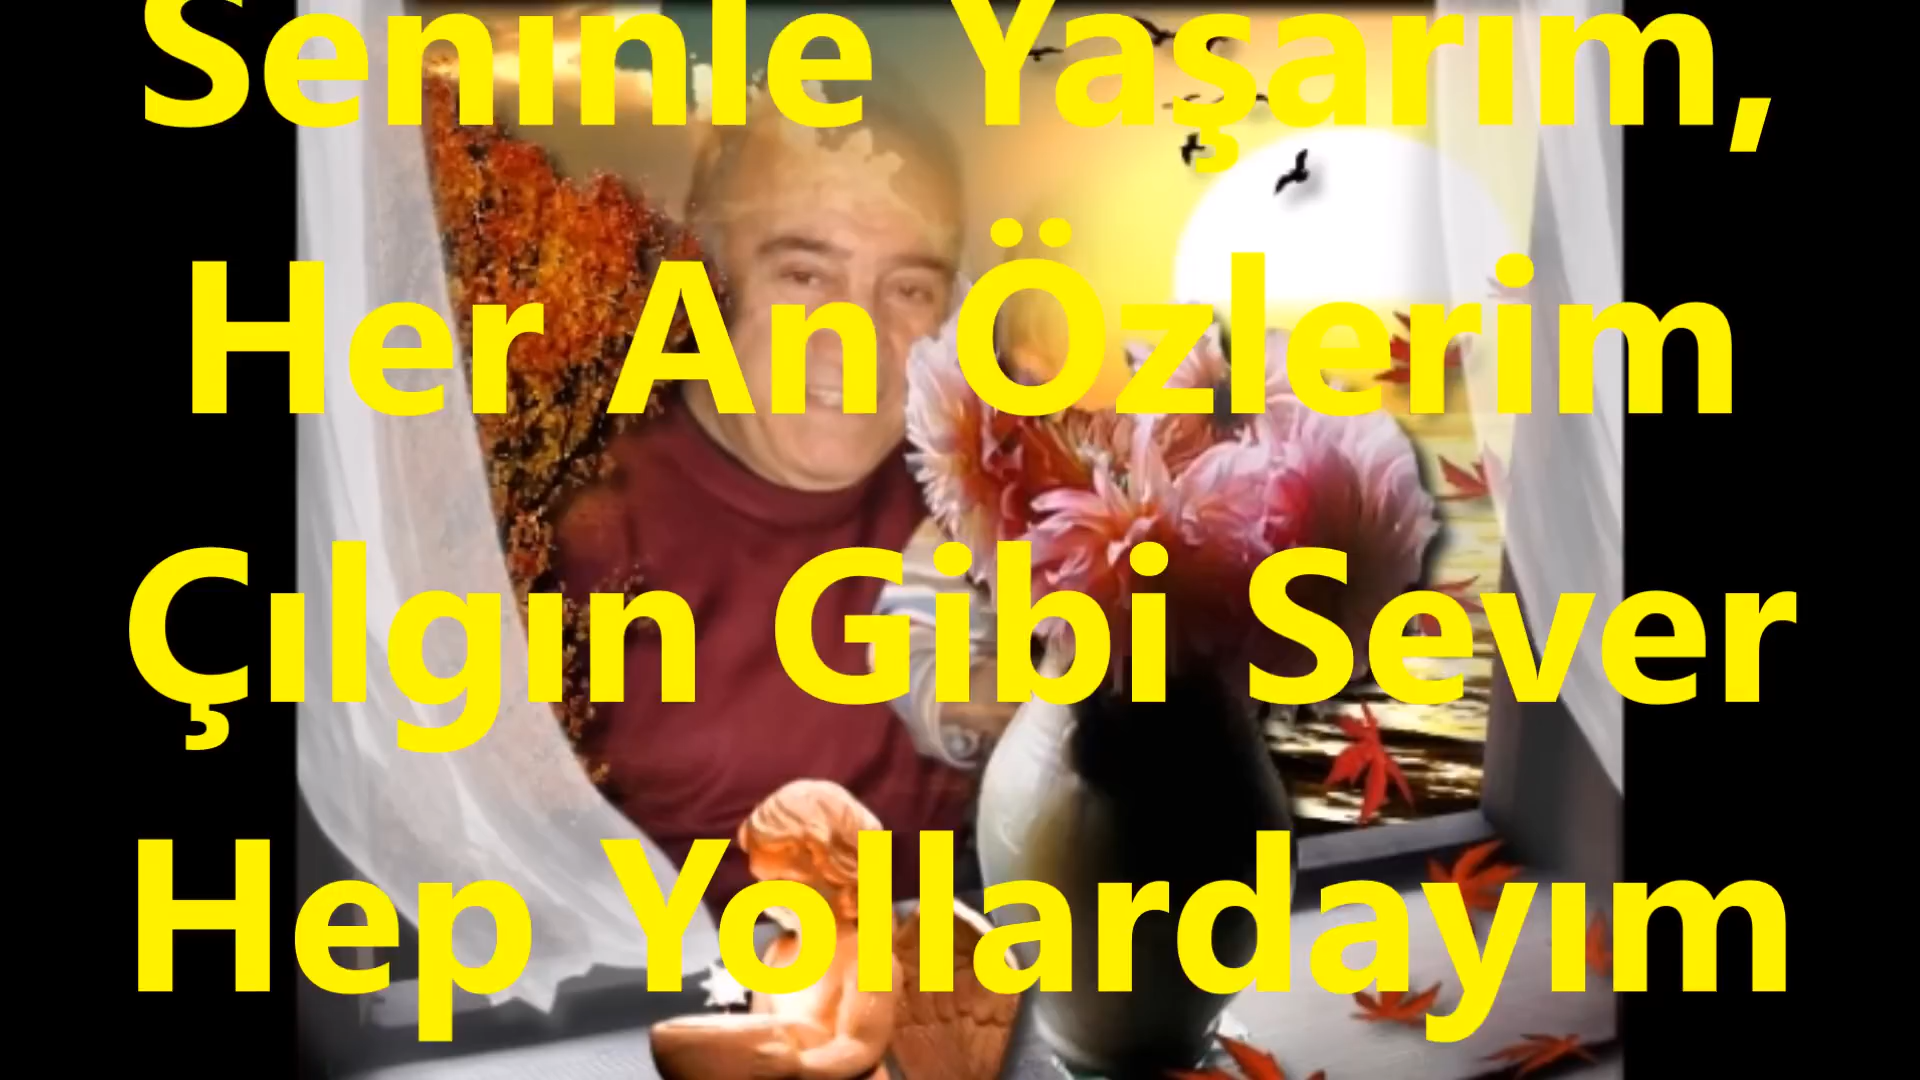 Seninle Yaşarım,
Her An Özlerim
Çılgın Gibi Sever
Hep Yollardayım